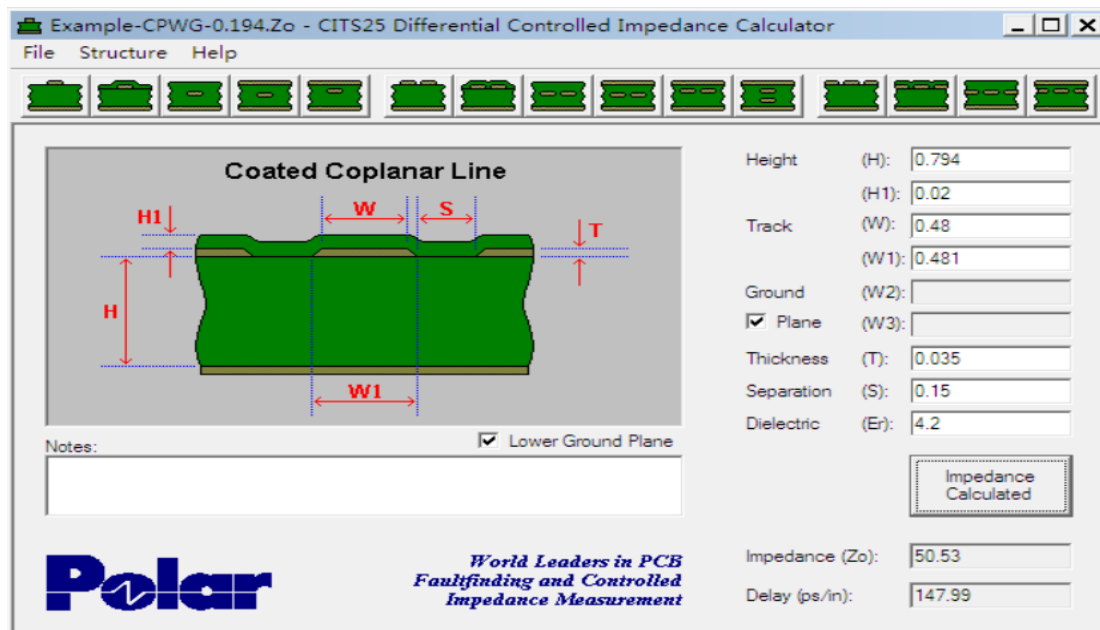 Example-CPWG-0.194.Zo - CITS25 Differential Controlled Impedance Calculator
File Structure Help
Coated Coplanar Line
H1
W
S
T
H
W1
Notes:
Lower Ground Plane
Height (H): 0.794
(H1): 0.02
Track (W): 0.48
(W1): 0.481
Ground (W2):
Plane (W3):
Thickness (T): 0.035
Separation (S): 0.15
Dielectric (Er): 4.2
Impedance
Calculated
Polar
World Leaders in PCB
Faultfinding and Controlled
Impedance Measurement
Impedance (Zo): 50.53
Delay (ps/in): 147.99